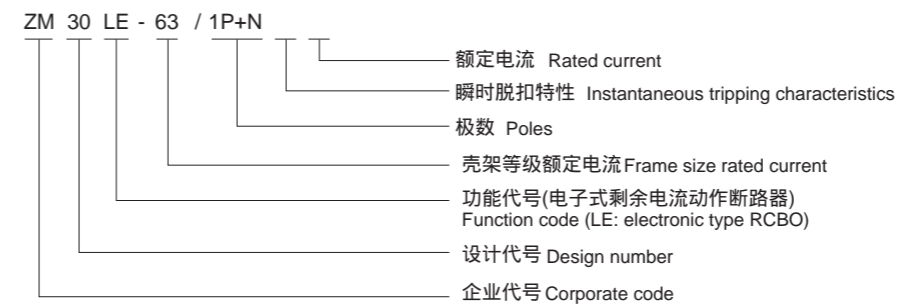 ZM 30 LE - 63 / 1P+N
额定电流 Rated current
瞬时脱扣特性 Instantaneous tripping characteristics
极数 Poles
壳架等级额定电流 Frame size rated current
功能代号(电子式剩余电流动作断路器)
Function code (LE: electronic type RCBO)
设计代号 Design number
企业代号 Corporate code